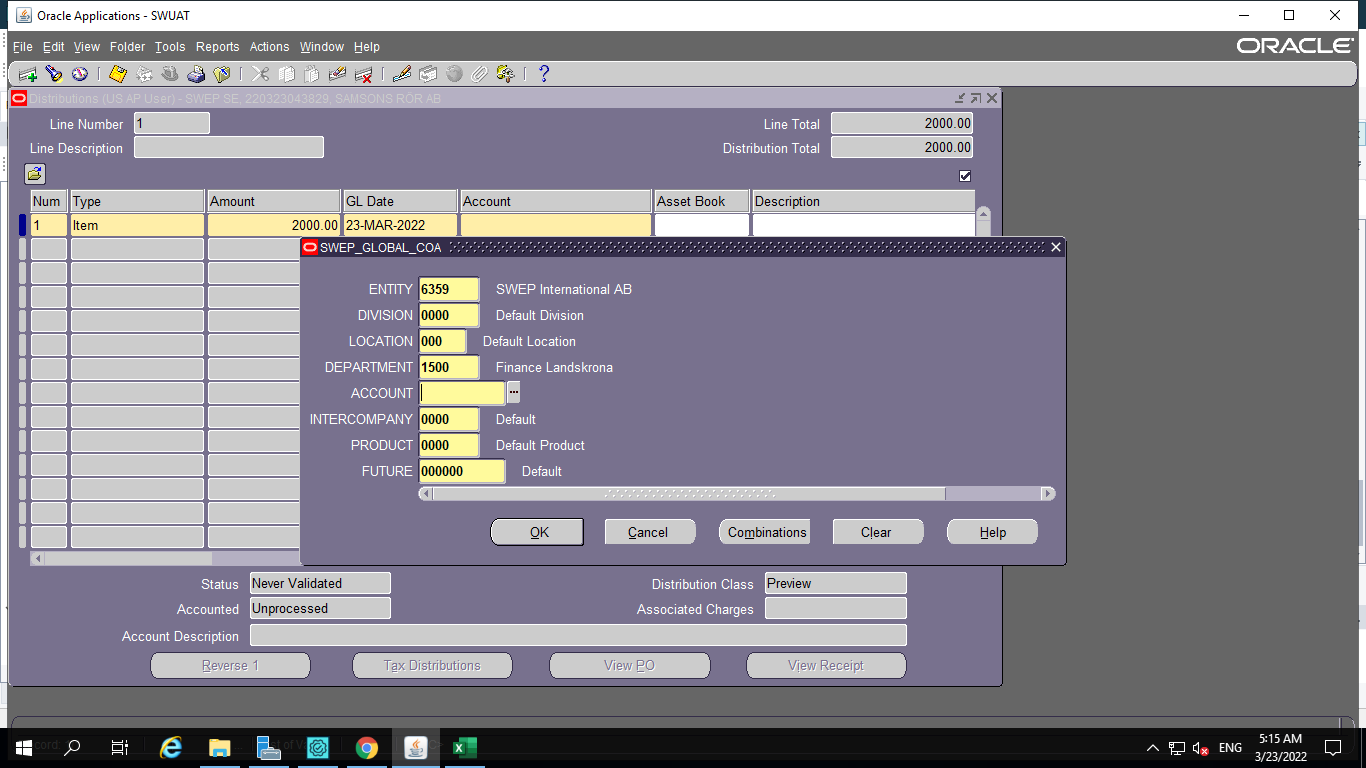 Oracle Applications - SWUAT
File Edit View Folder Tools Reports Actions Window Help
ORACLE
Distributions (US AP User) - SWEP SE, 220323043829, SAMSONS RÖR AB
Line Number 1
Line Total 2000.00
Line Description
Distribution Total 2000.00
Num Type Amount GL Date Account Asset Book Description
1 Item 2000.00 23-MAR-2022
SWEP_GLOBAL_COA
ENTITY 6359 SWEP International AB
DIVISION 0000 Default Division
LOCATION 000 Default Location
DEPARTMENT 1500 Finance Landskrona
ACCOUNT ...
INTERCOMPANY 0000 Default
PRODUCT 0000 Default Product
FUTURE 000000 Default
OK Cancel Combinations Clear Help
Status Never Validated
Distribution Class Preview
Accounted Unprocessed
Associated Charges
Account Description
Reverse 1 Tax Distributions View PO View Receipt
ENG
5:15 AM
3/23/2022